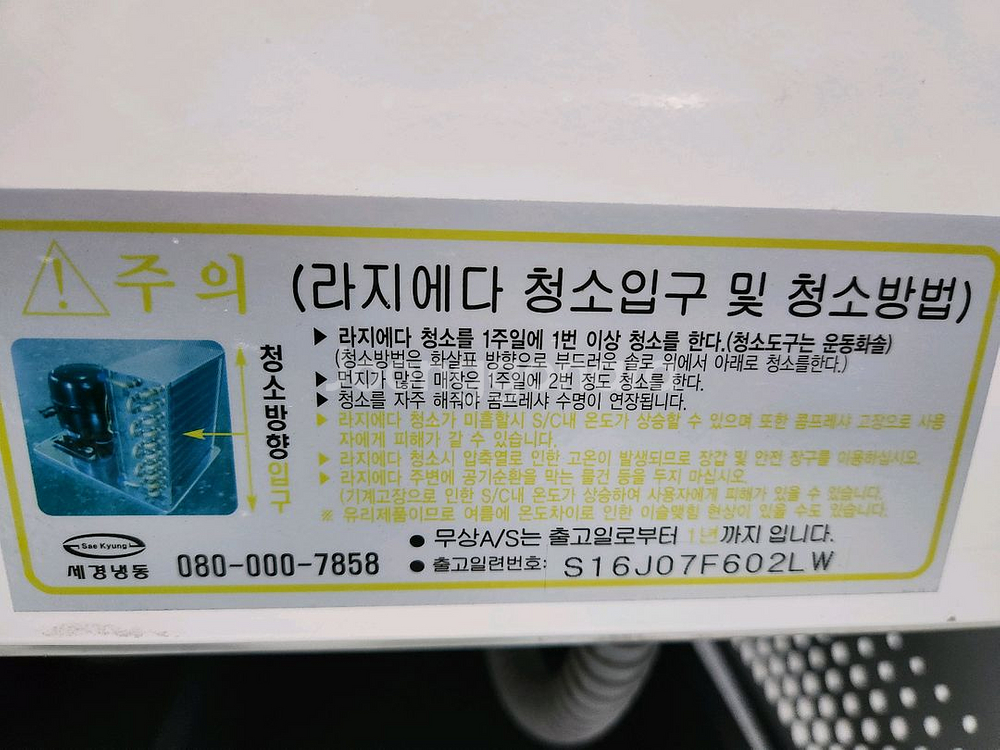 주의 (라지에다 청소입구 및 청소방법)
청소방향입구
▶ 라지에다 청소를 1주일에 1번 이상 청소를 한다.(청소도구는 운동화솔)
(청소방법은 화살표 방향으로 부드러운 솔로 위에서 아래로 청소를한다.)
▶ 먼지가 많은 매장은 1주일에 2번 정도 청소를 한다.
▶ 청소를 자주 해줘야 콤프레샤 수명이 연장됩니다.
▶ 라지에다 청소가 미흡할시 S/C내 온도가 상승할 수 있으며 또한 콤프레샤 고장으로 사용
자에게 피해가 갈 수 있습니다.
▶ 라지에다 청소시 압축열로 인한 고온이 발생되므로 장갑 및 안전 장구를 이용하십시오.
▶ 라지에다 주변에 공기순환을 막는 물건 등을 두지 마십시오.
(기계고장으로 인한 S/C내 온도가 상승하여 사용자에게 피해가 있을 수 있습니다.
※ 유리제품이므로 여름에 온도차이로 인한 이슬맺힘 현상이 있을 수도 있습니다.
● 무상A/S는 출고일로부터 1년까지 입니다.
● 출고일련번호: S16J07F602LW
Sae Kyung
세경냉동 080-000-7858